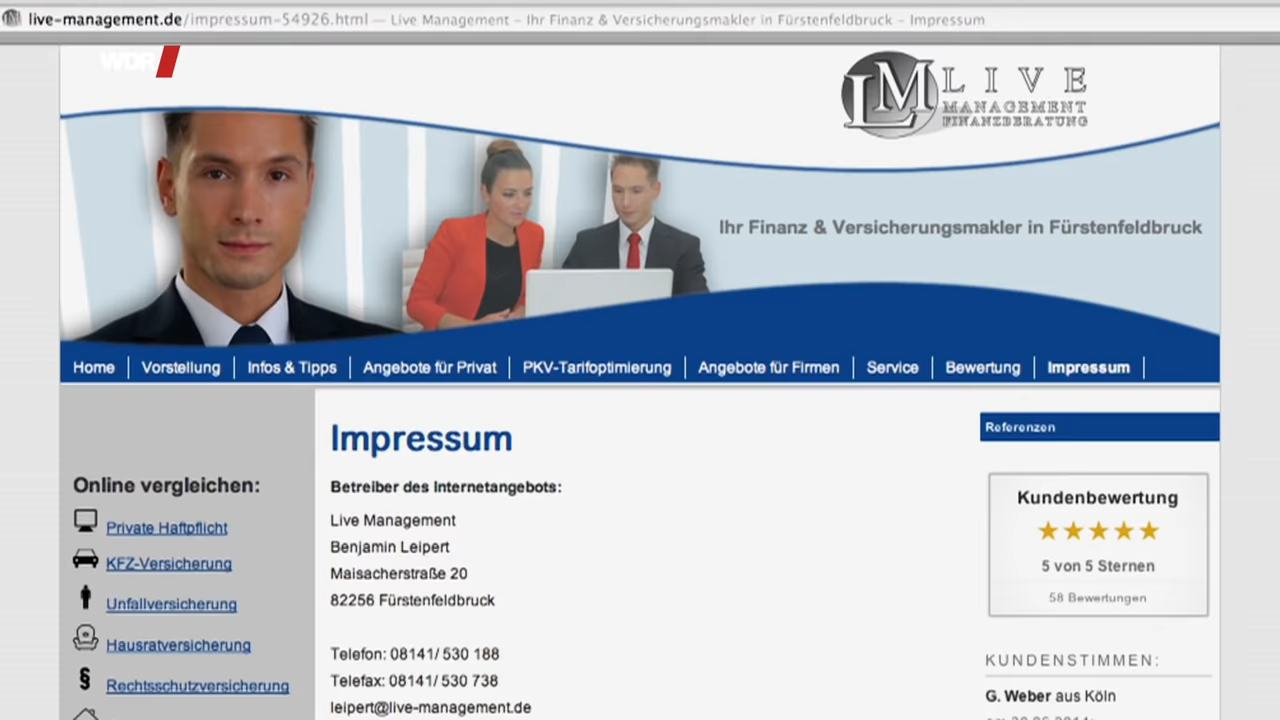 live-management.de/impressum-54926.html — Live Management – Ihr Finanz & Versicherungsmakler in Fürstenfeldbruck – Impressum
WDR
LM LIVE
MANAGEMENT
FINANZBERATUNG
Ihr Finanz & Versicherungsmakler in Fürstenfeldbruck
Home Vorstellung Infos & Tipps Angebote für Privat PKV-Tarifoptimierung Angebote für Firmen Service Bewertung Impressum
Online vergleichen:
Private Haftpflicht
KFZ-Versicherung
Unfallversicherung
Hausratversicherung
§ Rechtsschutzversicherung
Impressum
Betreiber des Internetangebots:
Live Management
Benjamin Leipert
Maisacherstraße 20
82256 Fürstenfeldbruck
Telefon: 08141/ 530 188
Telefax: 08141/ 530 738
leipert@live-management.de
Referenzen
Kundenbewertung
5 von 5 Sternen
58 Bewertungen
KUNDENSTIMMEN:
G. Weber aus Köln